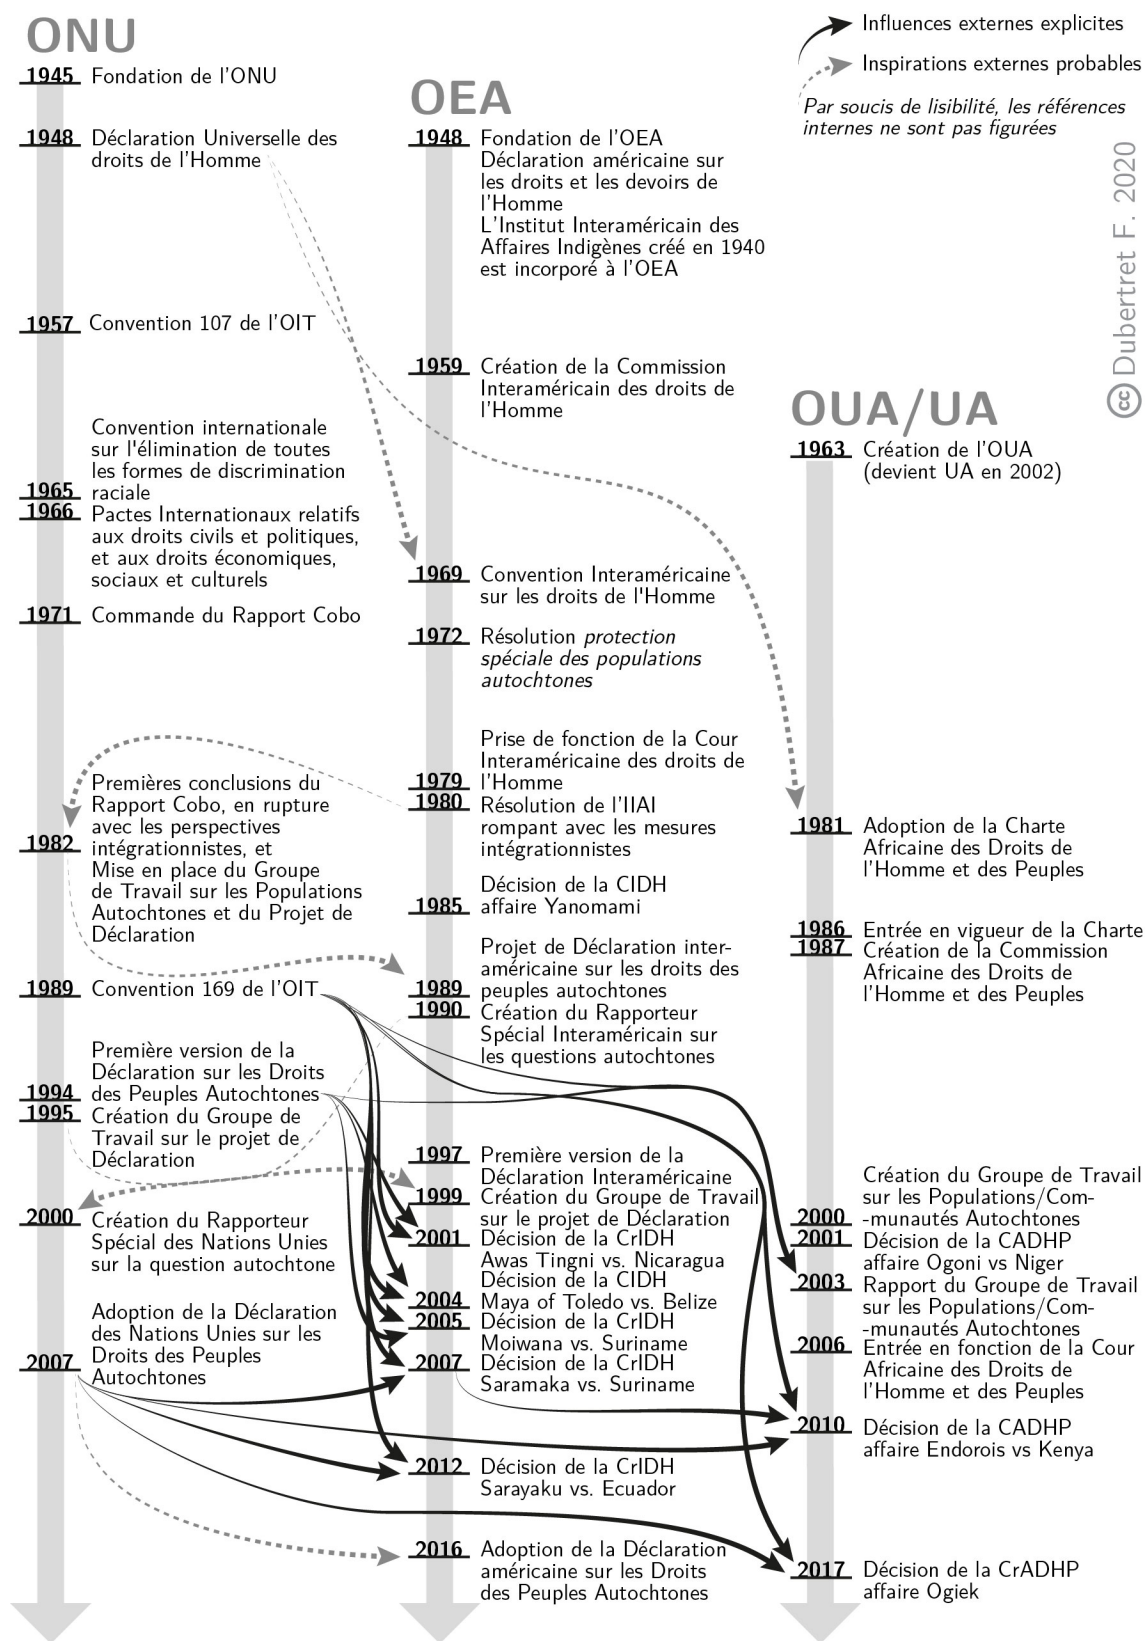 ONU
1945 Fondation de l'ONU
1948 Déclaration Universelle des
droits de l'Homme
1957 Convention 107 de l'OIT
Convention internationale
sur l'élimination de toutes
les formes de discrimination
1965 raciale
1966 Pactes Internationaux relatifs
aux droits civils et politiques,
et aux droits économiques,
sociaux et culturels
1971 Commande du Rapport Cobo
Premières conclusions du
Rapport Cobo, en rupture
avec les perspectives
1982 intégrationnistes, et
Mise en place du Groupe
de Travail sur les Populations
Autochtones et du Projet de
Déclaration
1989 Convention 169 de l'OIT
Première version de la
Déclaration sur les Droits
1994 des Peuples Autochtones
1995 Création du Groupe de
Travail sur le projet de
Déclaration
2000 Création du Rapporteur
Spécial des Nations Unies
sur la question autochtone
Adoption de la Déclaration
des Nations Unies sur les
2007 Droits des Peuples
Autochtones
OEA
1948 Fondation de l'OEA
Déclaration américaine sur
les droits et les devoirs de
l'Homme
L'Institut Interaméricain des
Affaires Indigènes créé en 1940
est incorporé à l'OEA
1959 Création de la Commission
Interaméricain des droits de
l'Homme
1969 Convention Interaméricaine
sur les droits de l'Homme
1972 Résolution protection
spéciale des populations
autochtones
Prise de fonction de la Cour
Interaméricaine des droits de
1979 l'Homme
1980 Résolution de l'IIAI
rompant avec les mesures
intégrationnistes
Décision de la CIDH
1985 affaire Yanomami
Projet de Déclaration inter-
américaine sur les droits des
1989 peuples autochtones
1990 Création du Rapporteur
Spécial Interaméricain sur
les questions autochtones
1997 Première version de la
Déclaration Interaméricaine
1999 Création du Groupe de Travail
sur le projet de Déclaration
2001 Décision de la CrIDH
Awas Tingni vs. Nicaragua
Décision de la CIDH
2004 Maya of Toledo vs. Belize
2005 Décision de la CrIDH
Moiwana vs. Suriname
2007 Décision de la CrIDH
Saramaka vs. Suriname
2012 Décision de la CrIDH
Sarayaku vs. Ecuador
2016 Adoption de la Déclaration
américaine sur les Droits
des Peuples Autochtones
Influences externes explicites
Inspirations externes probables
Par soucis de lisibilité, les références
internes ne sont pas figurées
cc Dubertret F. 2020
OUA/UA
1963 Création de l'OUA
(devient UA en 2002)
1981 Adoption de la Charte
Africaine des Droits de
l'Homme et des Peuples
1986 Entrée en vigueur de la Charte
1987 Création de la Commission
Africaine des Droits de
l'Homme et des Peuples
Création du Groupe de Travail
sur les Populations/Com-
2000 -munautés Autochtones
2001 Décision de la CADHP
affaire Ogoni vs Niger
2003 Rapport du Groupe de Travail
sur les Populations/Com-
-munautés Autochtones
2006 Entrée en fonction de la Cour
Africaine des Droits de
l'Homme et des Peuples
2010 Décision de la CADHP
affaire Endorois vs Kenya
2017 Décision de la CrADHP
affaire Ogiek